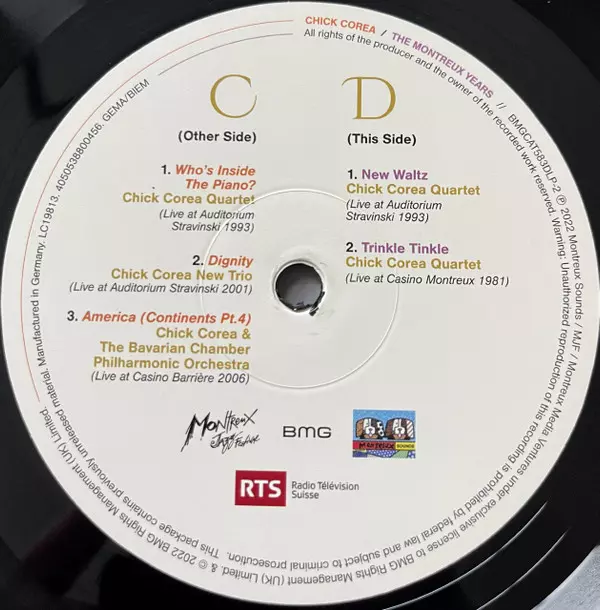 CHICK COREA / THE MONTREUX YEARS // BMGCAT583DLP-2 ℗ 2022 Montreux Sounds / MJF / Montreux Media Ventures under exclusive license to BMG Rights Management (UK) Limited. & © 2022 BMG Rights Management (UK) Limited. This package contains previously unreleased material. Manufactured in Germany. LC19813. 4050538800456. GEMA/BIEM
All rights of the producer and the owner of the recorded work reserved. Warning: Unauthorized reproduction of this recording is prohibited by federal law and subject to criminal prosecution.
C
(Other Side)
1. Who's Inside
The Piano?
Chick Corea Quartet
(Live at Auditorium
Stravinski 1993)
2. Dignity
Chick Corea New Trio
(Live at Auditorium Stravinski 2001)
3. America (Continents Pt.4)
Chick Corea &
The Bavarian Chamber
Philharmonic Orchestra
(Live at Casino Barrière 2006)
D
(This Side)
1. New Waltz
Chick Corea Quartet
(Live at Auditorium
Stravinski 1993)
2. Trinkle Tinkle
Chick Corea Quartet
(Live at Casino Montreux 1981)
MONTREUX
Jazz Festival
BMG
MONTREUX SOUNDS
RTS Radio Télévision
Suisse